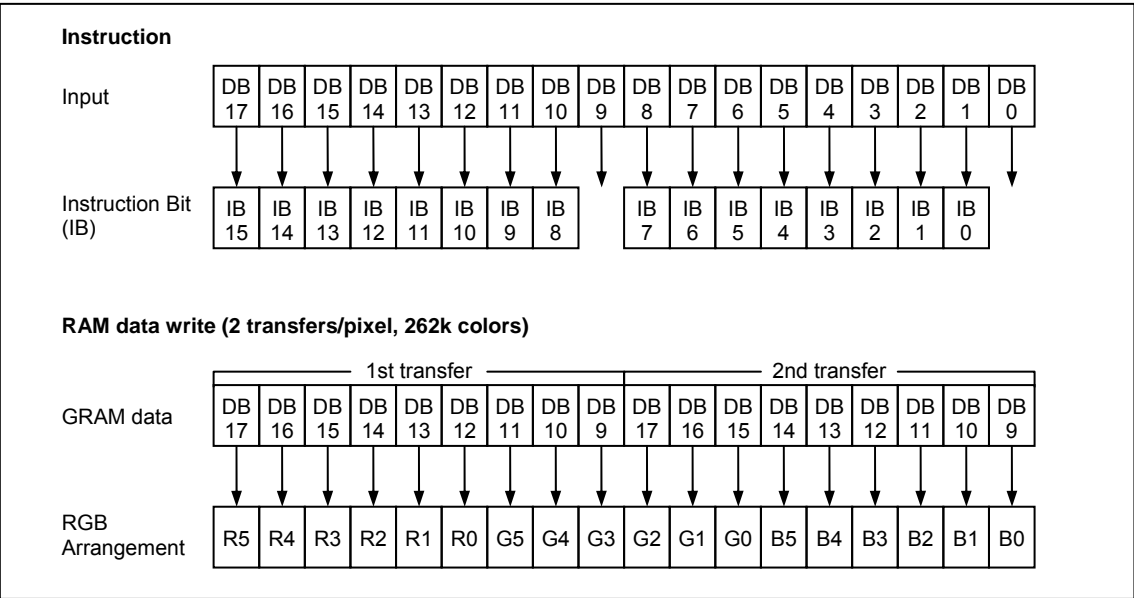 Instruction
Input DB 17 DB 16 DB 15 DB 14 DB 13 DB 12 DB 11 DB 10 DB 9 DB 8 DB 7 DB 6 DB 5 DB 4 DB 3 DB 2 DB 1 DB 0
Instruction Bit (IB) IB 15 IB 14 IB 13 IB 12 IB 11 IB 10 IB 9 IB 8 IB 7 IB 6 IB 5 IB 4 IB 3 IB 2 IB 1 IB 0
RAM data write (2 transfers/pixel, 262k colors)
1st transfer 2nd transfer
GRAM data DB 17 DB 16 DB 15 DB 14 DB 13 DB 12 DB 11 DB 10 DB 9 DB 17 DB 16 DB 15 DB 14 DB 13 DB 12 DB 11 DB 10 DB 9
RGB Arrangement R5 R4 R3 R2 R1 R0 G5 G4 G3 G2 G1 G0 B5 B4 B3 B2 B1 B0